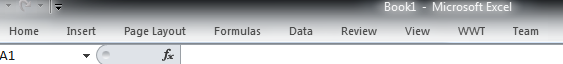 Book1 - Microsoft Excel
Home Insert Page Layout Formulas Data Review View WWT Team
A1 fx